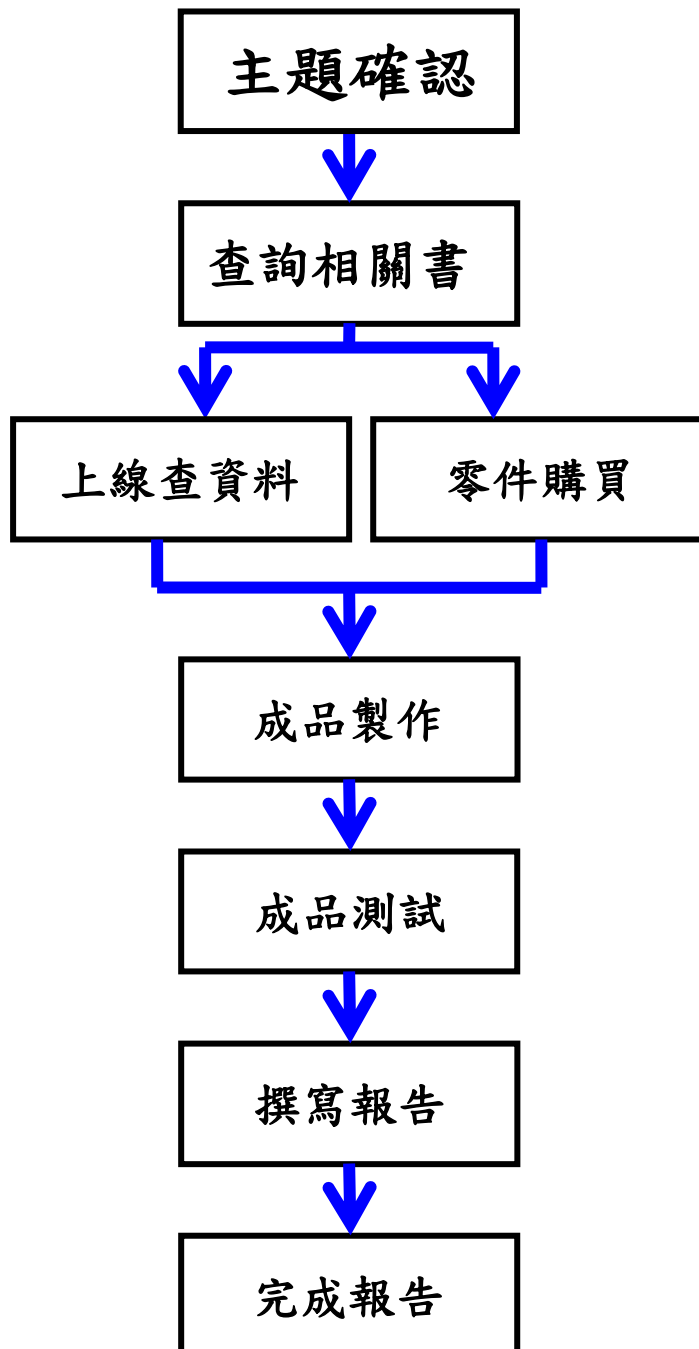 主題確認
查詢相關書
上線查資料
零件購買
成品製作
成品測試
撰寫報告
完成報告